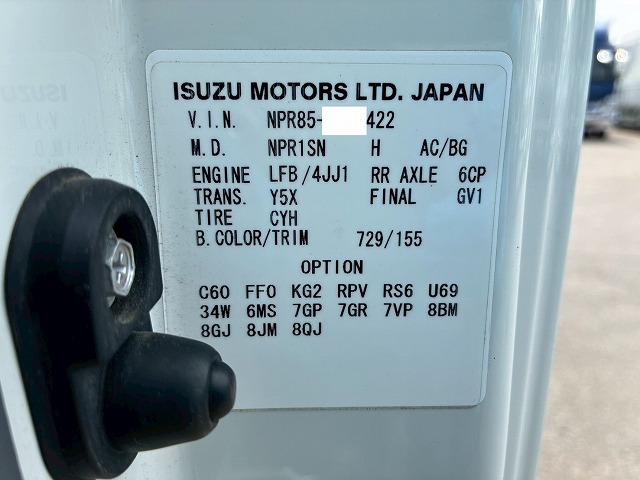 ISUZU MOTORS LTD. JAPAN
V.I.N. NPR85- 422
M.D. NPR1SN H AC/BG
ENGINE LFB/4JJ1 RR AXLE 6CP
TRANS. Y5X FINAL GV1
TIRE CYH
B.COLOR/TRIM 729/155
OPTION
C60 FF0 KG2 RPV RS6 U69
34W 6MS 7GP 7GR 7VP 8BM
8GJ 8JM 8QJ